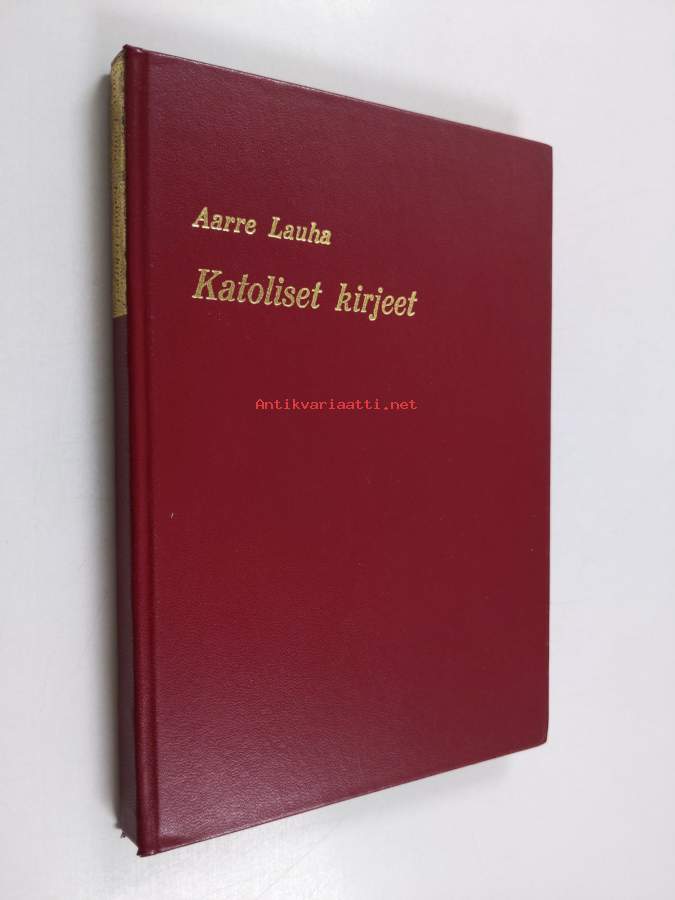 Aarre Lauha
Katoliset kirjeet
Antikvariaatti.net